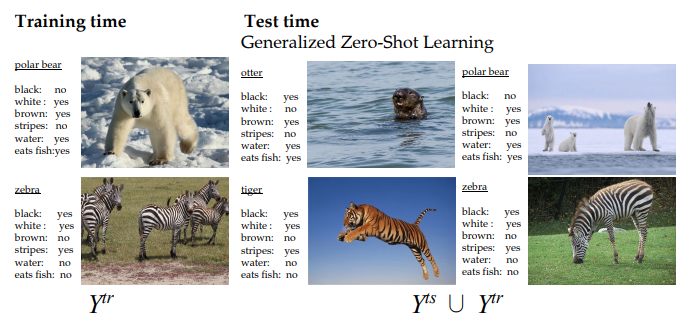 Training time
Test time
Generalized Zero-Shot Learning
polar bear
black: no
white : yes
brown: yes
stripes: no
water: yes
eats fish:yes
otter
black: yes
white : no
brown: yes
stripes: no
water: yes
eats fish: yes
polar bear
black: no
white : yes
brown: yes
stripes: no
water: yes
eats fish: yes
zebra
black: yes
white : yes
brown: no
stripes: yes
water: no
eats fish: no
tiger
black: yes
white : yes
brown: no
stripes: yes
water: no
eats fish: no
zebra
black: yes
white : yes
brown: no
stripes: yes
water: no
eats fish: no
Y^tr
Y^ts ∪ Y^tr